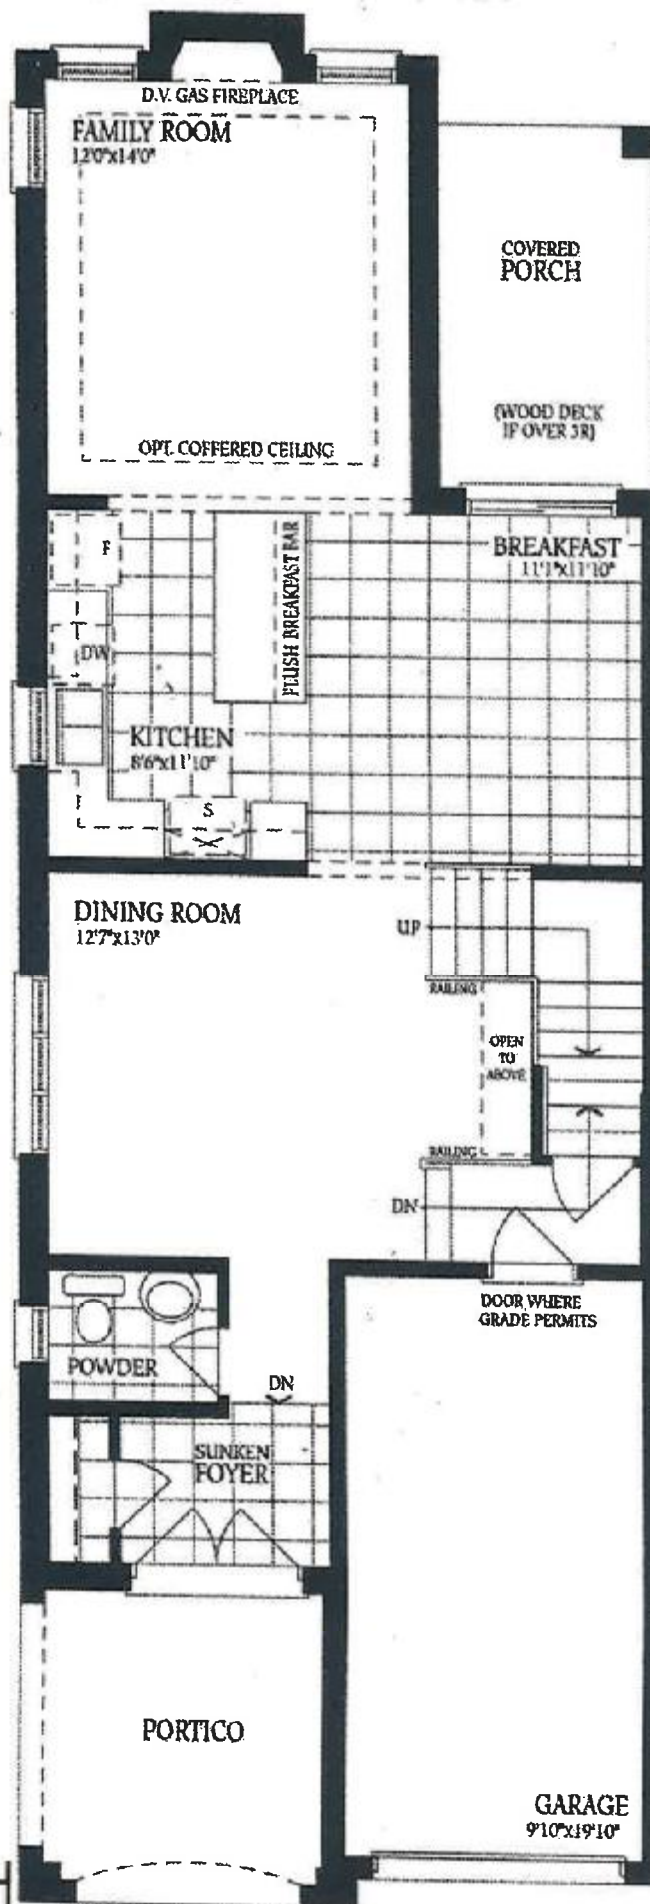 D.V. GAS FIREPLACE
FAMILY ROOM
12'0"x14'0"
COVERED
PORCH
(WOOD DECK
IF OVER 3R)
OPT. COFFERED CEILING
F
FLUSH BREAKFAST BAR
BREAKFAST
11'1"x11'10"
DW
KITCHEN
8'6"x11'10"
S
DINING ROOM
12'7"x13'0"
UP
RAILING
OPEN
TO
ABOVE
RAILING
DN
DOOR WHERE
GRADE PERMITS
POWDER
DN
SUNKEN
FOYER
PORTICO
GARAGE
9'10"x19'10"